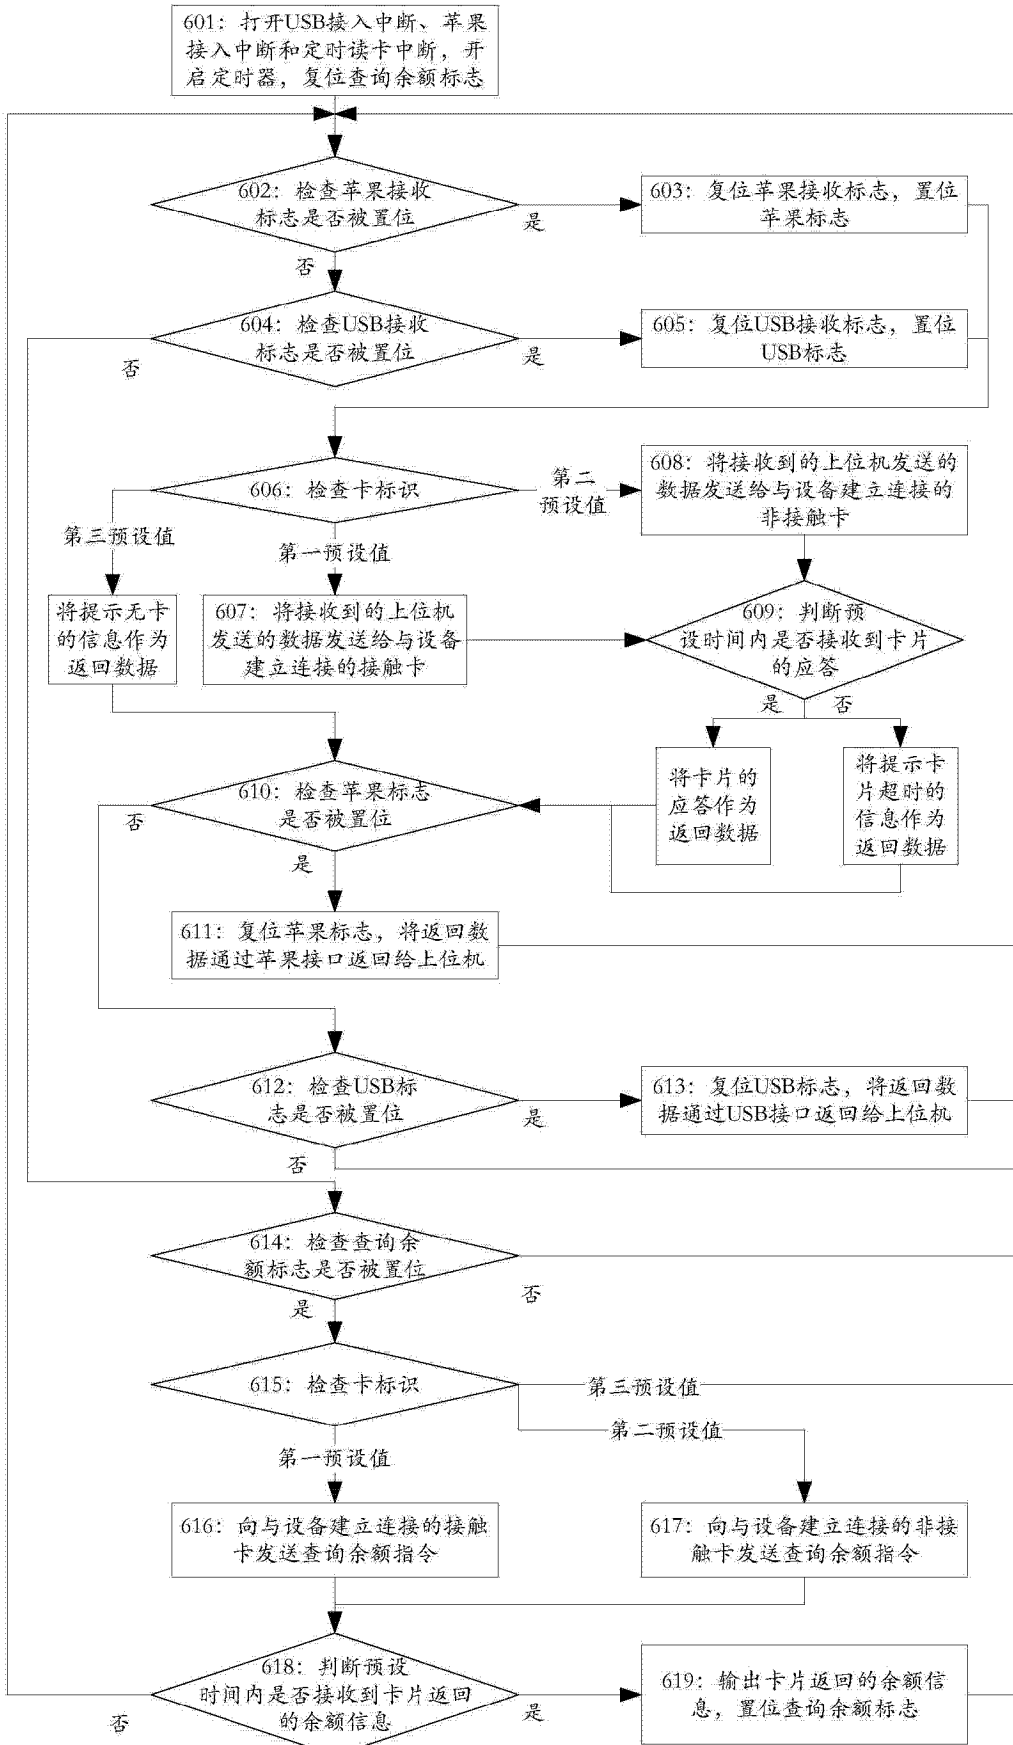 601：打开USB接入中断、苹果
接入中断和定时读卡中断，开
启定时器，复位查询余额标志
602：检查苹果接收
标志是否被置位
是
603：复位苹果接收标志，置位
苹果标志
否
604：检查USB接收
标志是否被置位
否
是
605：复位USB接收标志，置位
USB标志
606：检查卡标识
第二
预设值
608：将接收到的上位机发送的
数据发送给与设备建立连接的
非接触卡
第三预设值
第一预设值
将提示无卡
的信息作为
返回数据
607：将接收到的上位机
发送的数据发送给与设备
建立连接的接触卡
609：判断预
设时间内是否接收到卡片
的应答
是
否
将卡片的
应答作为
返回数据
将提示卡
片超时的
信息作为
返回数据
610：检查苹果标志
是否被置位
否
是
611：复位苹果标志，将返回数
据通过苹果接口返回给上位机
612：检查USB标
志是否被置位
是
613：复位USB标志，将返回数
据通过USB接口返回给上位机
否
614：检查查询余
额标志是否被置位
否
是
615：检查卡标识
第三预设值
第二预设值
第一预设值
616：向与设备建立连接的接触
卡发送查询余额指令
617：向与设备建立连接的非接
触卡发送查询余额指令
618：判断预设
时间内是否接收到卡片返回
的余额信息
否
是
619：输出卡片返回的余额信
息，置位查询余额标志